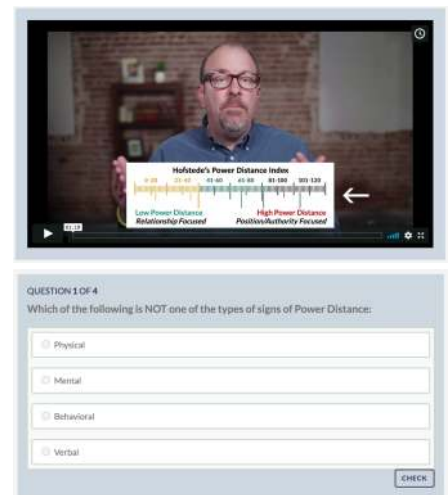 Hofstede's Power Distance Index
0-20 21-40 41-60 61-80 81-100 101-120
Low Power Distance High Power Distance
Relationship Focused Position/Authority Focused
01:19
QUESTION 1 OF 4
Which of the following is NOT one of the types of signs of Power Distance:
Physical
Mental
Behavioral
Verbal
CHECK